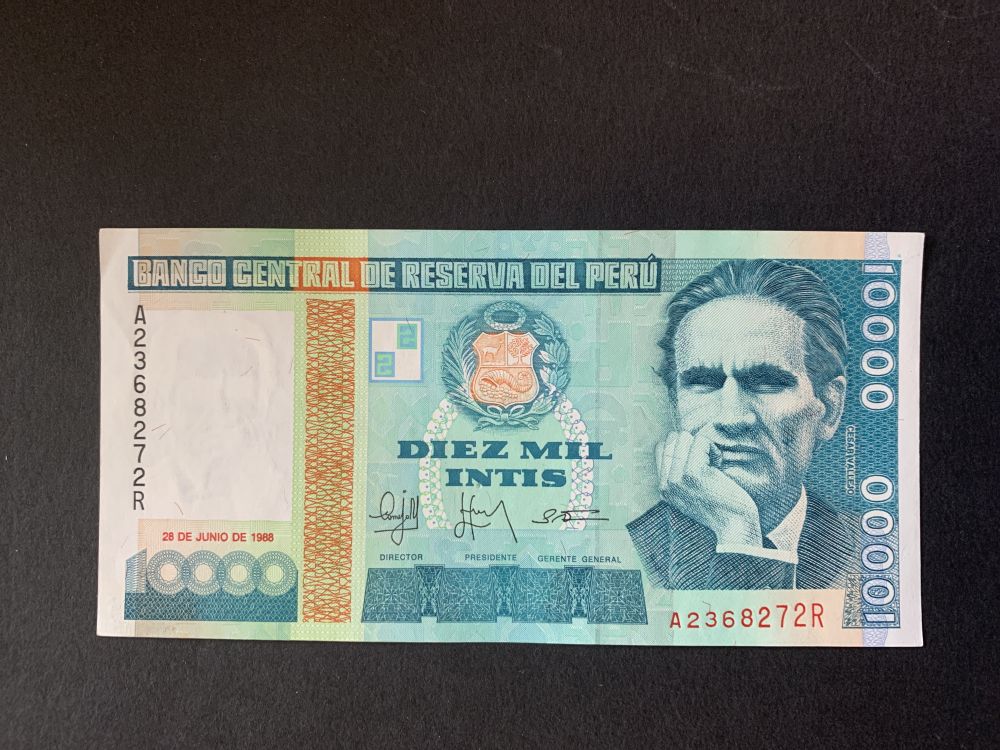 BANCO CENTRAL DE RESERVA DEL PERÚ
A2368272R
28 DE JUNIO DE 1988
10000
DIEZ MIL
INTIS
DIRECTOR PRESIDENTE GERENTE GENERAL
CESAR VALLEJO
10000
10000
A2368272R